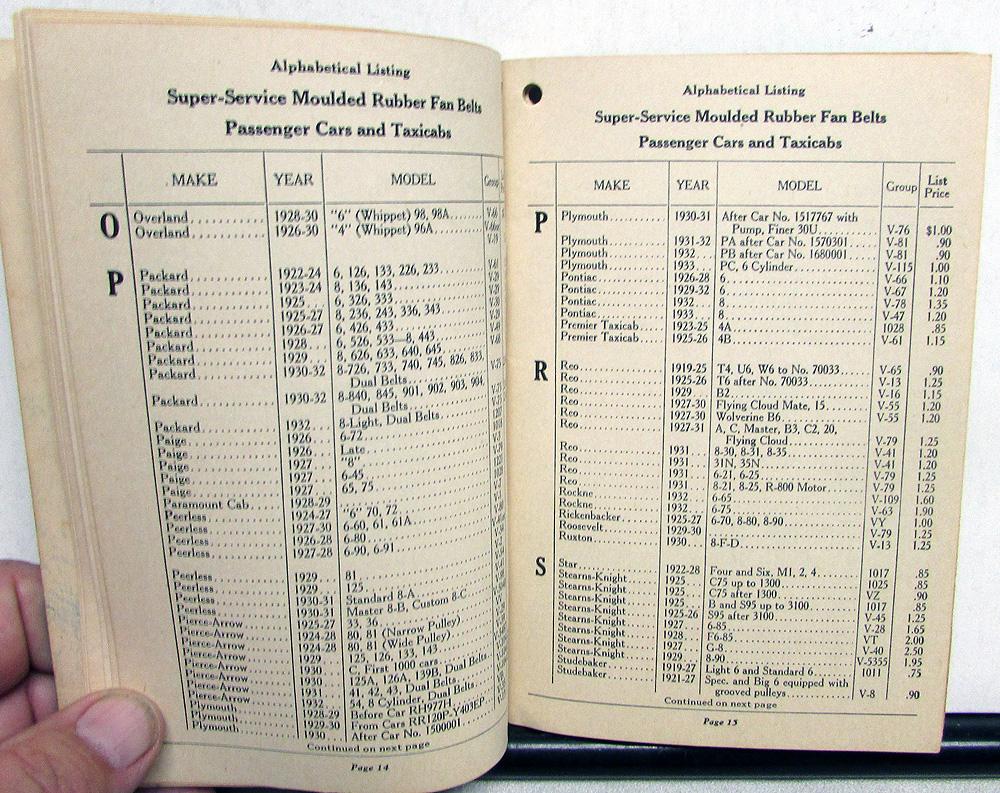 Alphabetical Listing
Super-Service Moulded Rubber Fan Belts
Passenger Cars and Taxicabs
MAKE YEAR MODEL Group
O Overland 1928-30 "6" (Whippet) 98, 98A V-66
Overland 1926-30 "4" (Whippet) 96A
V-19
P Packard 1922-24 6, 126, 133, 226, 233
Packard 1923-24 8, 136, 143
Packard 1925 6, 326, 333
Packard 1925-27 8, 236, 243, 336, 343
Packard 1926-27 6, 426, 433
Packard 1928 6, 526, 533—8, 443
Packard 1929 8, 626, 633, 640, 645
Packard 1930-32 8-726, 733, 740, 745, 826, 833,
Dual Belts
Packard 1930-32 8-840, 845, 901, 902, 903, 904,
Dual Belts
Packard 1932 8-Light, Dual Belts
Paige 1926 6-72
Paige 1926 Late
Paige 1927 "8"
Paige 1927 6-45
Paige 1927 65, 75
Paramount Cab 1928-29
Peerless 1924-27 "6" 70, 72
Peerless 1927-30 6-60, 61, 61A
Peerless 1926-28 6-80
Peerless 1927-28 6-90, 6-91
Peerless 1929 81
Peerless 1929 125
Peerless 1930-31 Standard 8-A
Peerless 1930-31 Master 8-B, Custom 8-C
Pierce-Arrow 1925-27 33, 36
Pierce-Arrow 1924-28 80, 81 (Narrow Pulley)
Pierce-Arrow 1924-28 80, 81 (Wide Pulley)
Pierce-Arrow 1929 125, 126, 133, 143
Pierce-Arrow 1930 C, First 1000 cars
Pierce-Arrow 1930 125A, 126A, 139B, Dual Belts
Pierce-Arrow 1931 41, 42, 43, Dual Belts
Pierce-Arrow 1932 54, 8 Cylinder, Dual Belts
Plymouth 1928-29 Before Car RH977H
Plymouth 1929-30 From Cars RR120P-Y403EP
Plymouth 1930 After Car No. 1500001
Continued on next page
Page 14
Alphabetical Listing
Super-Service Moulded Rubber Fan Belts
Passenger Cars and Taxicabs
MAKE YEAR MODEL Group List Price
P Plymouth 1930-31 After Car No. 1517767 with
Pump, Finer 30U V-76 $1.00
Plymouth 1931-32 PA after Car No. 1570301 V-81 .90
Plymouth 1932 PB after Car No. 1680001 V-81 .90
Plymouth 1933 PC, 6 Cylinder V-115 1.00
Pontiac 1926-28 6 V-66 1.10
Pontiac 1929-32 6 V-67 1.20
Pontiac 1932 8 V-78 1.35
Pontiac 1933 8 V-47 1.20
Premier Taxicab 1923-25 4A 1028 .85
Premier Taxicab 1925-26 4B V-61 1.15
R Reo 1919-25 T4, U6, W6 to No. 70033 V-65 .90
Reo 1925-26 T6 after No. 70033 V-13 1.25
Reo 1929 B2 V-16 1.15
Reo 1927-30 Flying Cloud Mate, 15 V-55 1.20
Reo 1927-30 Wolverine B6 V-55 1.20
Reo 1927-31 A, C, Master, B3, C2, 20,
Flying Cloud V-79 1.25
Reo 1931 8-30, 8-31, 8-35 V-41 1.20
Reo 1931 31N, 35N V-41 1.20
Reo 1931 6-21, 6-25 V-79 1.25
Reo 1931 8-21, 8-25, R-800 Motor V-79 1.25
Rockne 1932 6-65 V-109 1.60
Rockne 1932 6-75 V-63 1.90
Rickenbacker 1925-27 6-70, 8-80, 8-90 VY 1.00
Roosevelt 1929-30 V-79 1.25
Ruxton 1930 8-F-D V-13 1.25
S Star 1922-28 Four and Six, M1, 2, 4 1017 .85
Stearns-Knight 1925 C75 up to 1300 1025 .85
Stearns-Knight 1925 C75 after 1300 VZ .90
Stearns-Knight 1925 B and S95 up to 3100 1017 .85
Stearns-Knight 1925-26 S95 after 3100 V-45 1.25
Stearns-Knight 1927 6-85 V-28 1.65
Stearns-Knight 1928 F6-85 VT 2.00
Stearns-Knight 1927 G-8 V-40 2.50
Stearns-Knight 1929 8-90 V-5355 1.95
Studebaker 1919-27 Light 6 and Standard 6 1011 .75
Studebaker 1921-27 Spec. and Big 6 equipped with
grooved pulleys V-8 .90
Continued on next page
Page 15